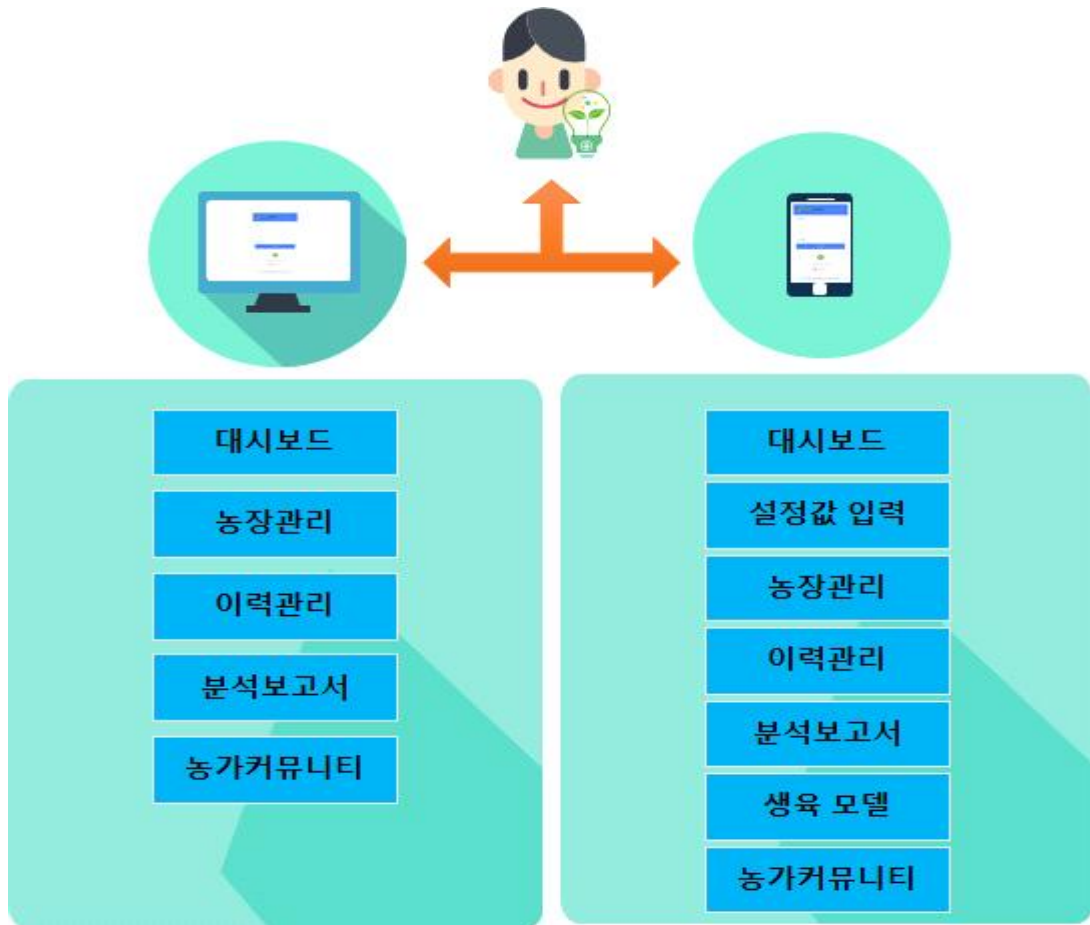 대시보드
농장관리
이력관리
분석보고서
농가커뮤니티
대시보드
설정값 입력
농장관리
이력관리
분석보고서
생육 모델
농가커뮤니티